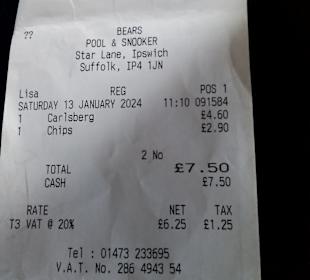 ??
BEARS
POOL & SNOOKER
Star Lane, Ipswich
Suffolk, IP4 1JN
Lisa REG POS 1
SATURDAY 13 JANUARY 2024 11:10 091584
1 Carlsberg £4.60
1 Chips £2.90
2 No
TOTAL £7.50
CASH £7.50
RATE NET TAX
T3 VAT @ 20% £6.25 £1.25
Tel : 01473 233695
V.A.T. No. 286 4943 54